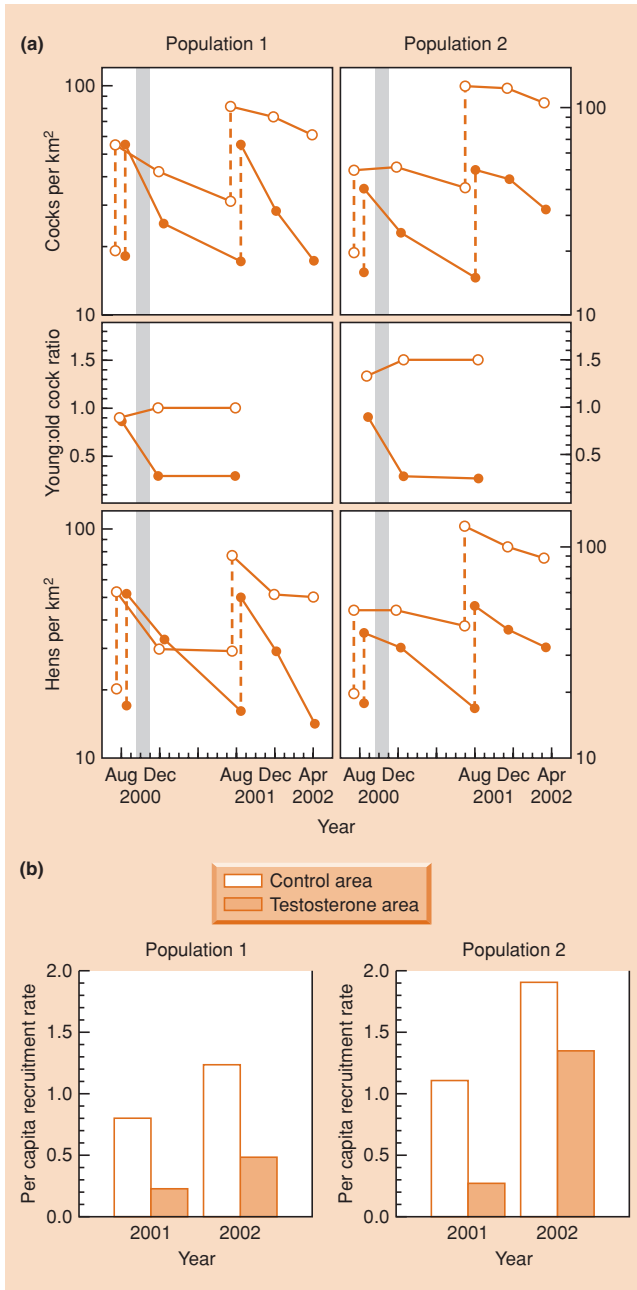 (a)
Population 1
Population 2
Cocks per km²
100
10
100
10
Young:old cock ratio
1.5
1.0
0.5
1.5
1.0
0.5
0
Hens per km²
100
10
100
10
Aug Dec
2000
Aug Dec
2001
Apr
2002
Aug Dec
2000
Aug Dec
2001
Apr
2002
Year
(b)
Control area
Testosterone area
Population 1
Population 2
Per capita recruitment rate
2.0
1.5
1.0
0.5
0.0
2001
2002
Year
Per capita recruitment rate
2.0
1.5
1.0
0.5
0.0
2001
2002
Year